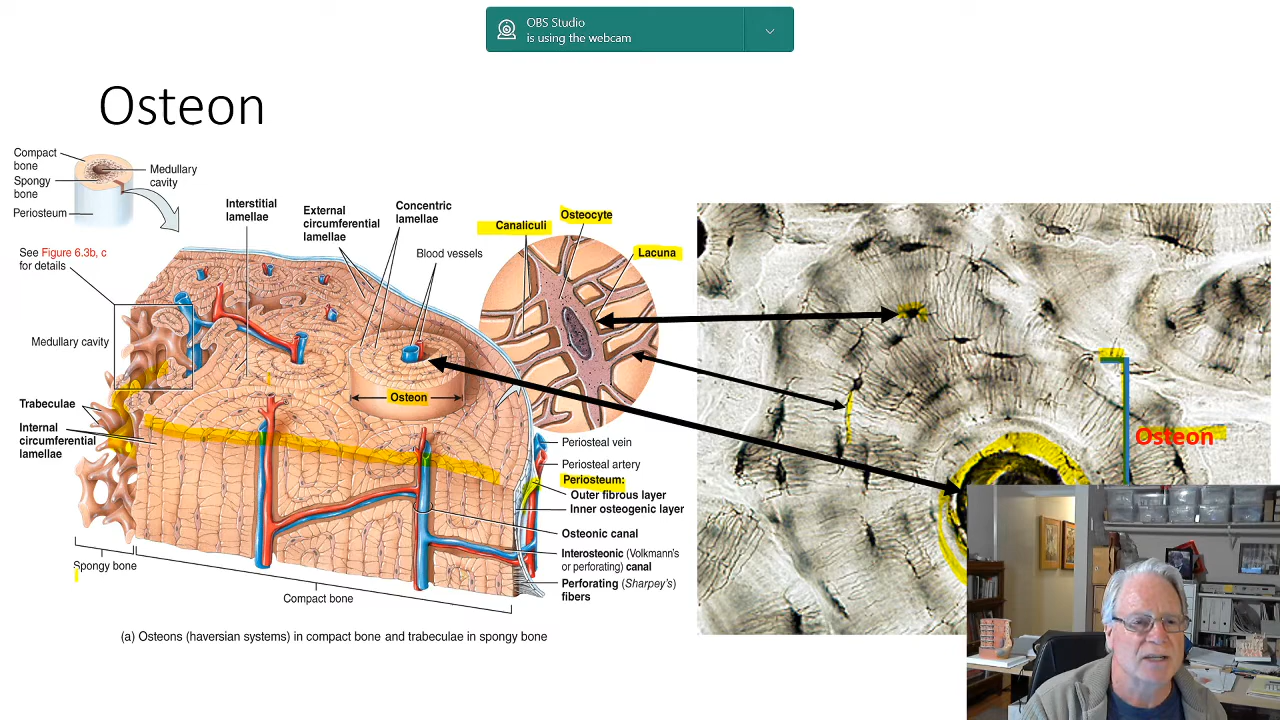 OBS Studio
is using the webcam
Osteon
Compact
bone
Spongy
bone
Periosteum
Medullary
cavity
See Figure 6.3b, c
for details
Medullary cavity
Trabeculae
Internal
circumferential
lamellae
Interstitial
lamellae
External
circumferential
lamellae
Concentric
lamellae
Blood vessels
Canaliculi
Osteocyte
Lacuna
Osteon
Periosteal vein
Periosteal artery
Periosteum:
Outer fibrous layer
Inner osteogenic layer
Osteonic canal
Interosteonic (Volkmann's
or perforating) canal
Perforating (Sharpey's)
fibers
Spongy bone
Compact bone
(a) Osteons (haversian systems) in compact bone and trabeculae in spongy bone
Osteon